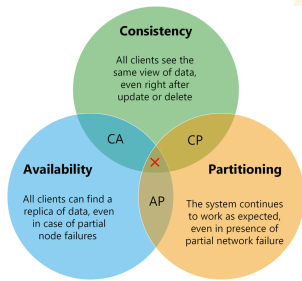 Consistency
All clients see the
same view of data,
even right after
update or delete
CA
CP
Availability
All clients can find a
replica of data, even
in case of partial
node failures
AP
Partitioning
The system continues
to work as expected,
even in presence of
partial network failure